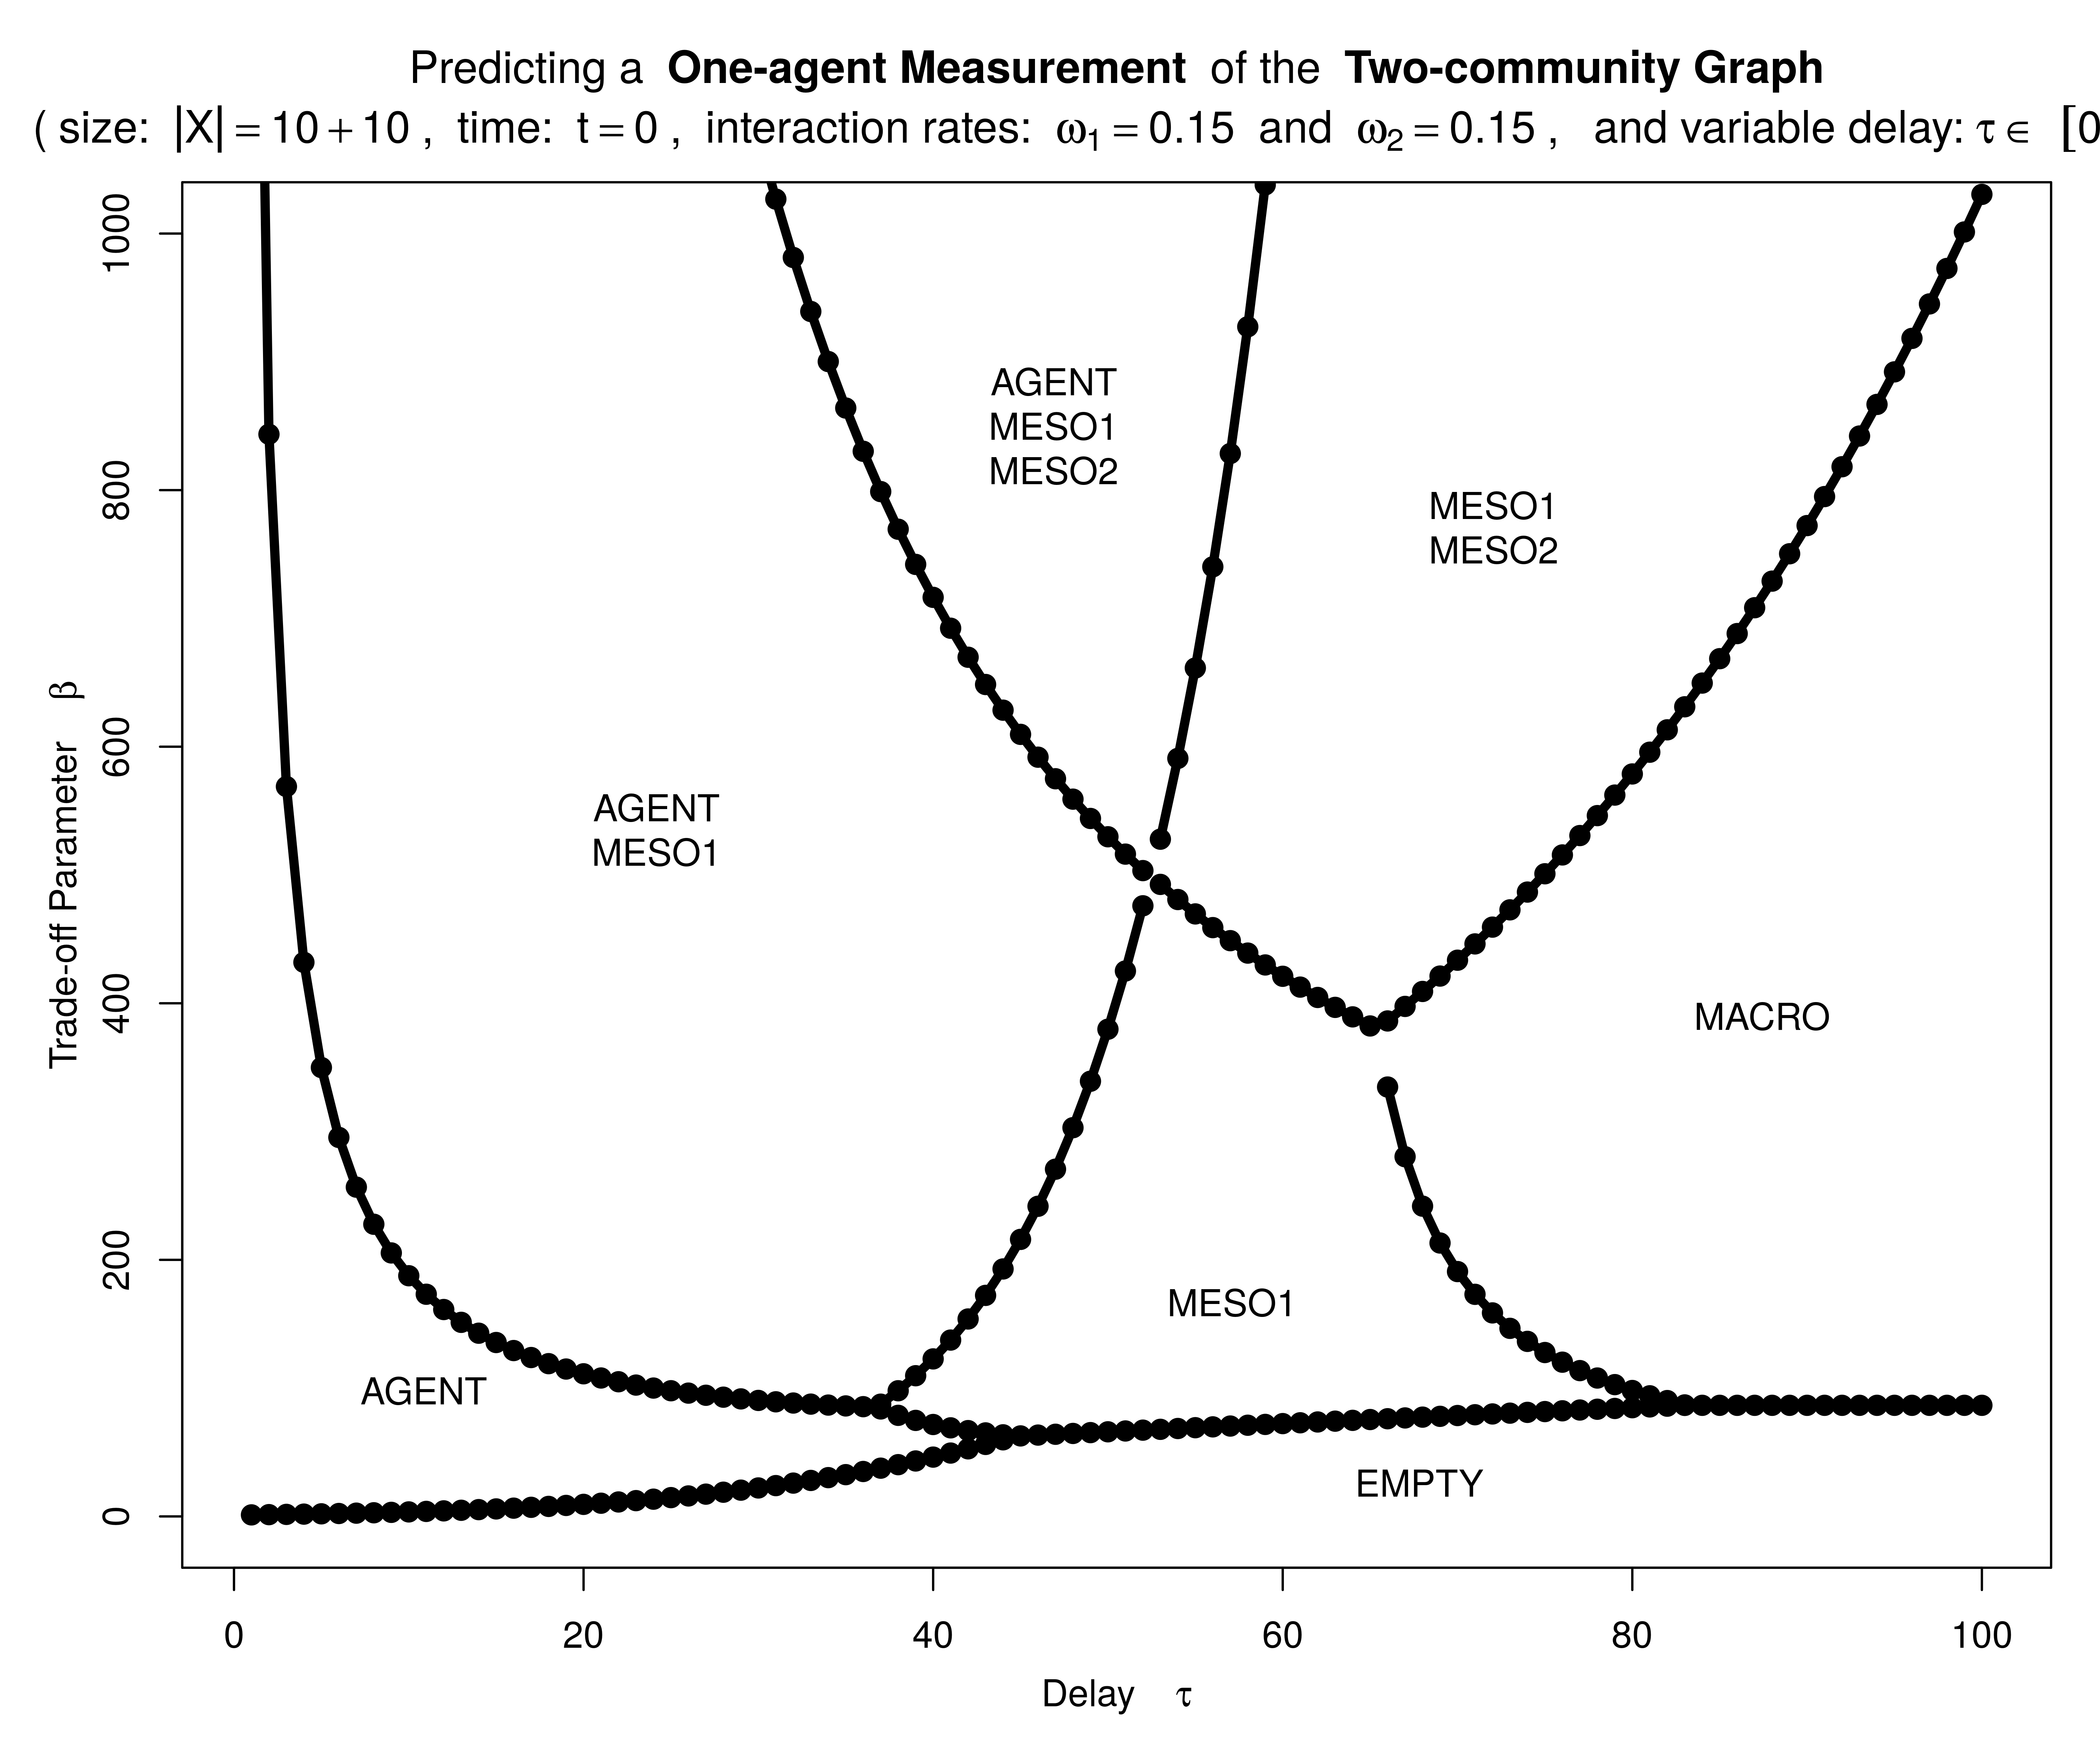 Predicting a One-agent Measurement of the Two-community Graph
( size: |X| = 10 + 10 , time: t = 0 , interaction rates: ω1 = 0.15 and ω2 = 0.15 , and variable delay: τ ∈ [0
1000
800
600
400
200
0
Trade-off Parameter β
AGENT
MESO1
MESO2
MESO1
MESO2
AGENT
MESO1
MACRO
MESO1
AGENT
EMPTY
0 20 40 60 80 100
Delay τ